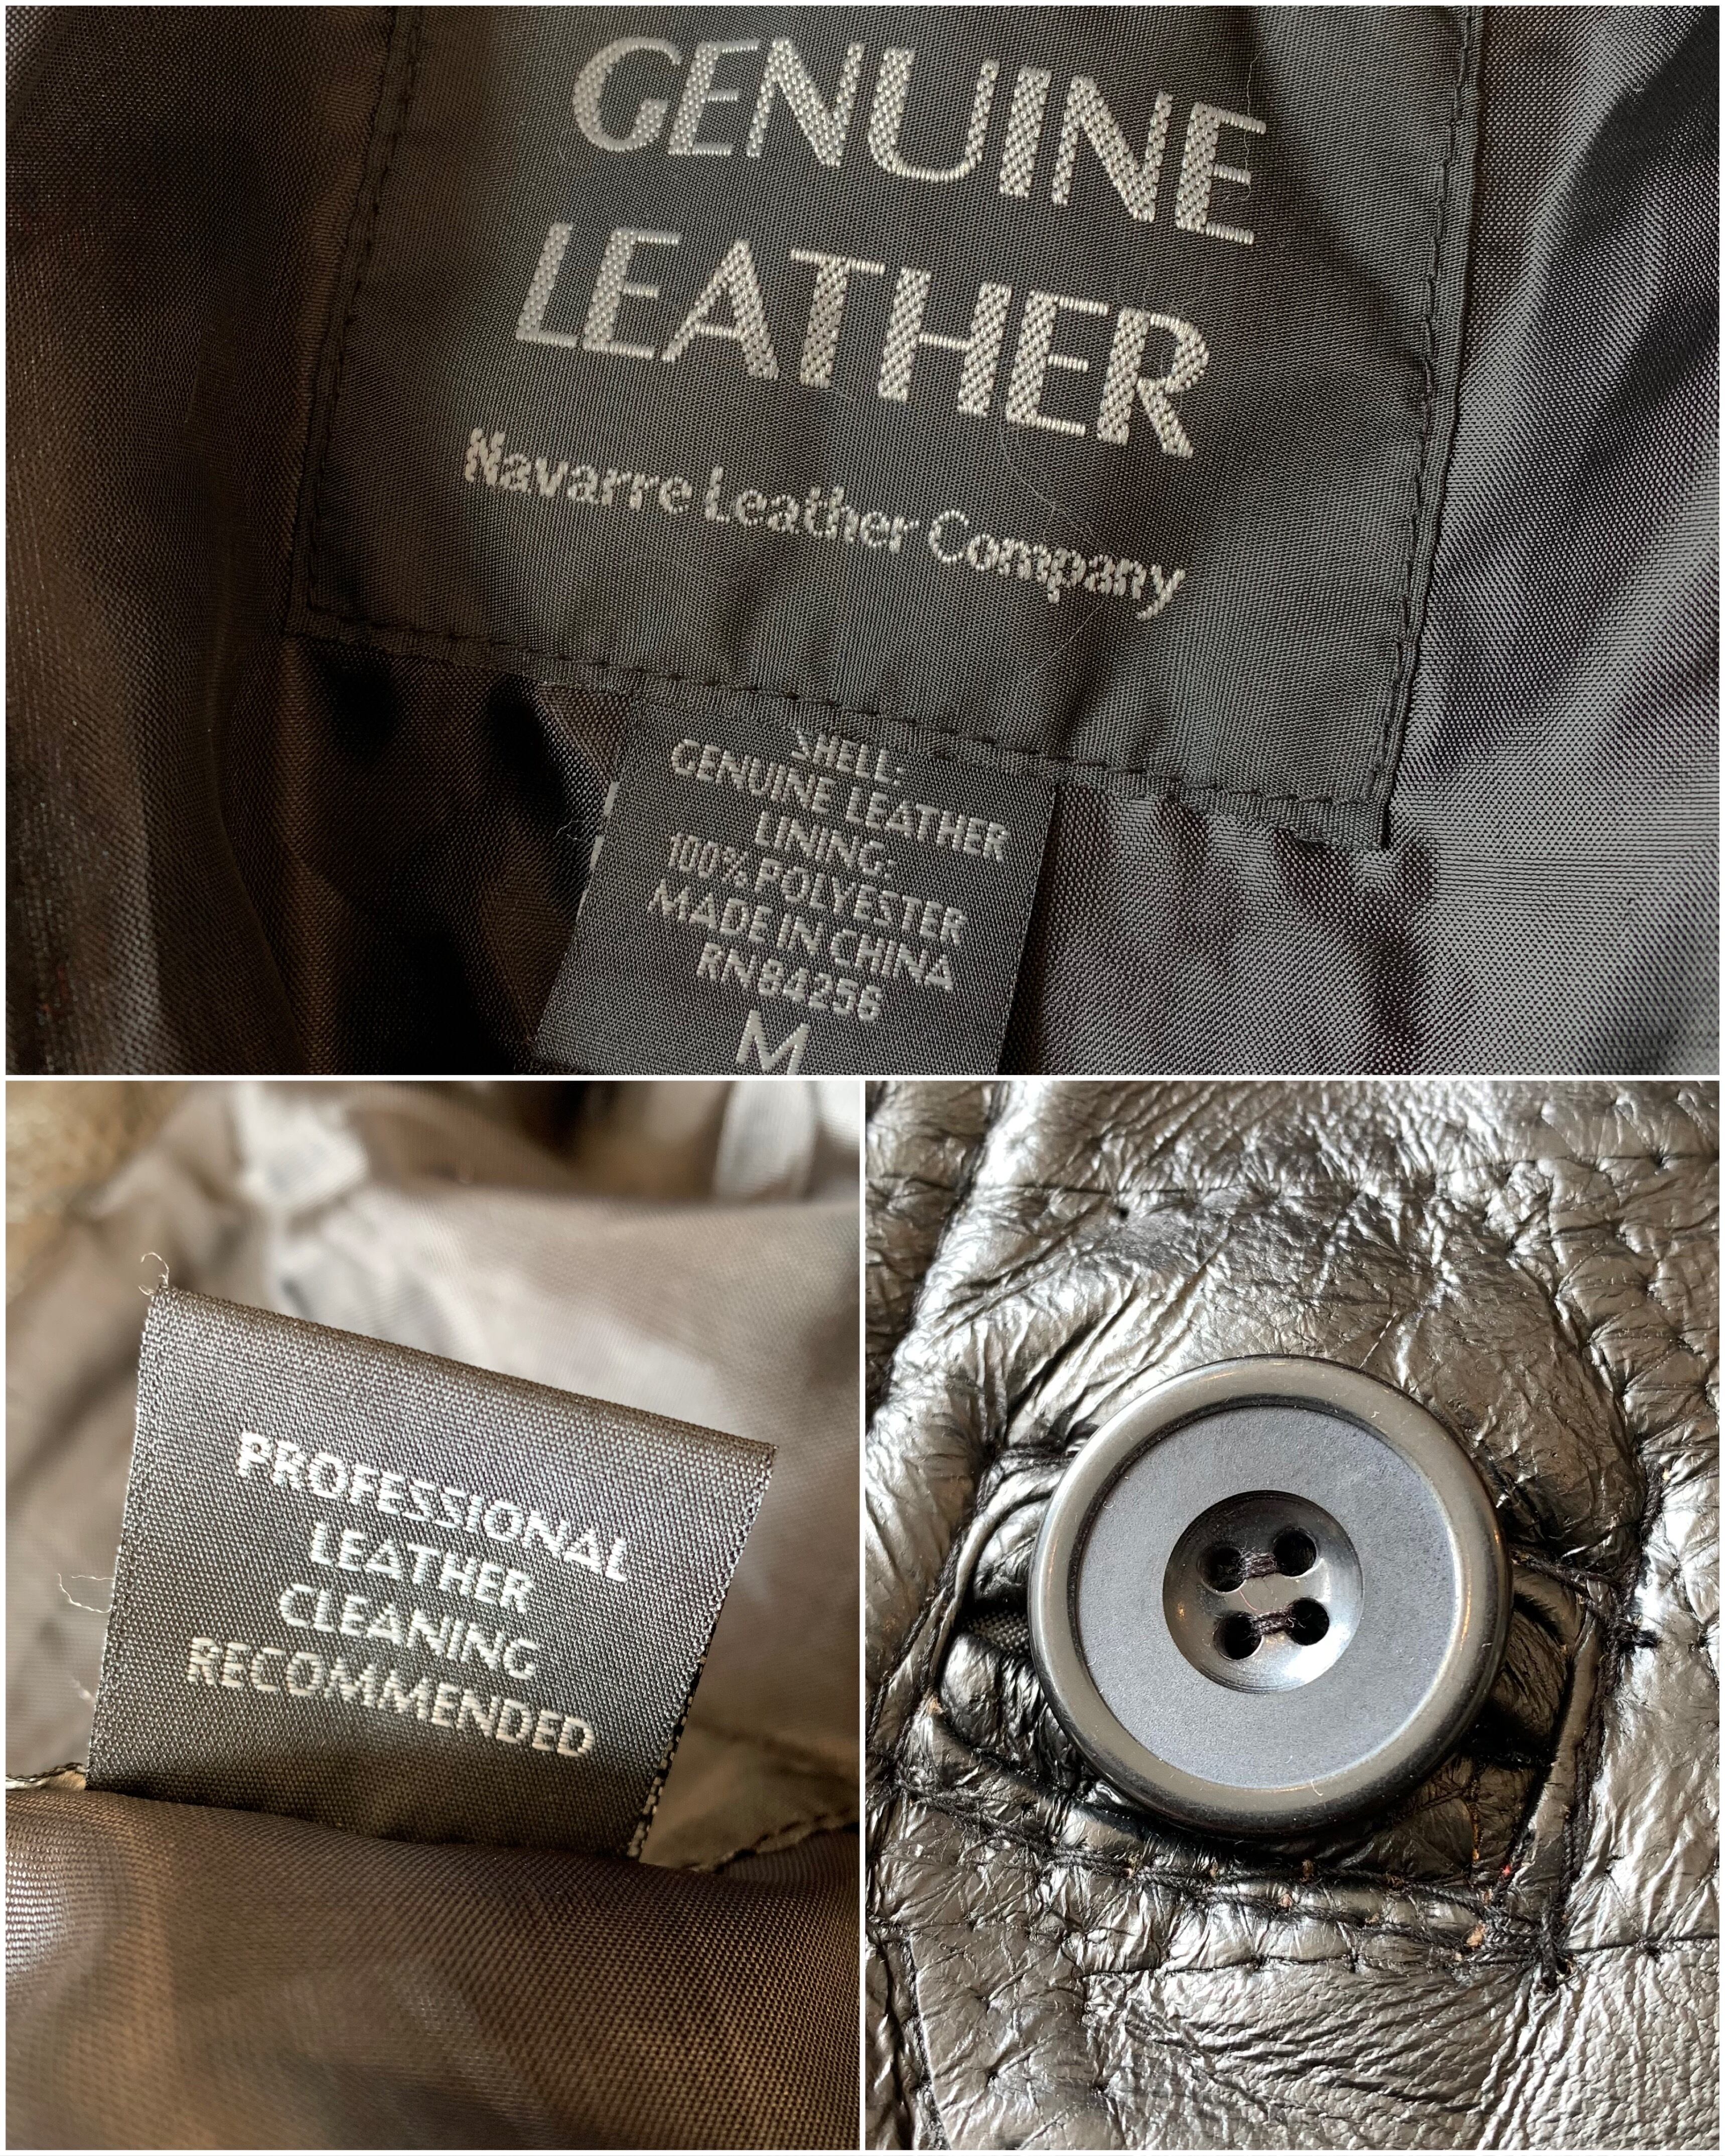 GENUINE
LEATHER
Navarre Leather Company
SHELL:
GENUINE LEATHER
LINING:
100% POLYESTER
MADE IN CHINA
RN84256
M
PROFESSIONAL
LEATHER
CLEANING
RECOMMENDED